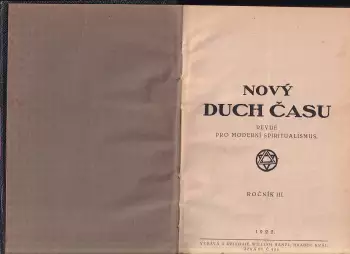 NOVÝ
DUCH ČASU
REVUE
PRO MODERNÍ SPIRITUALISMUS.
ROČNÍK III.